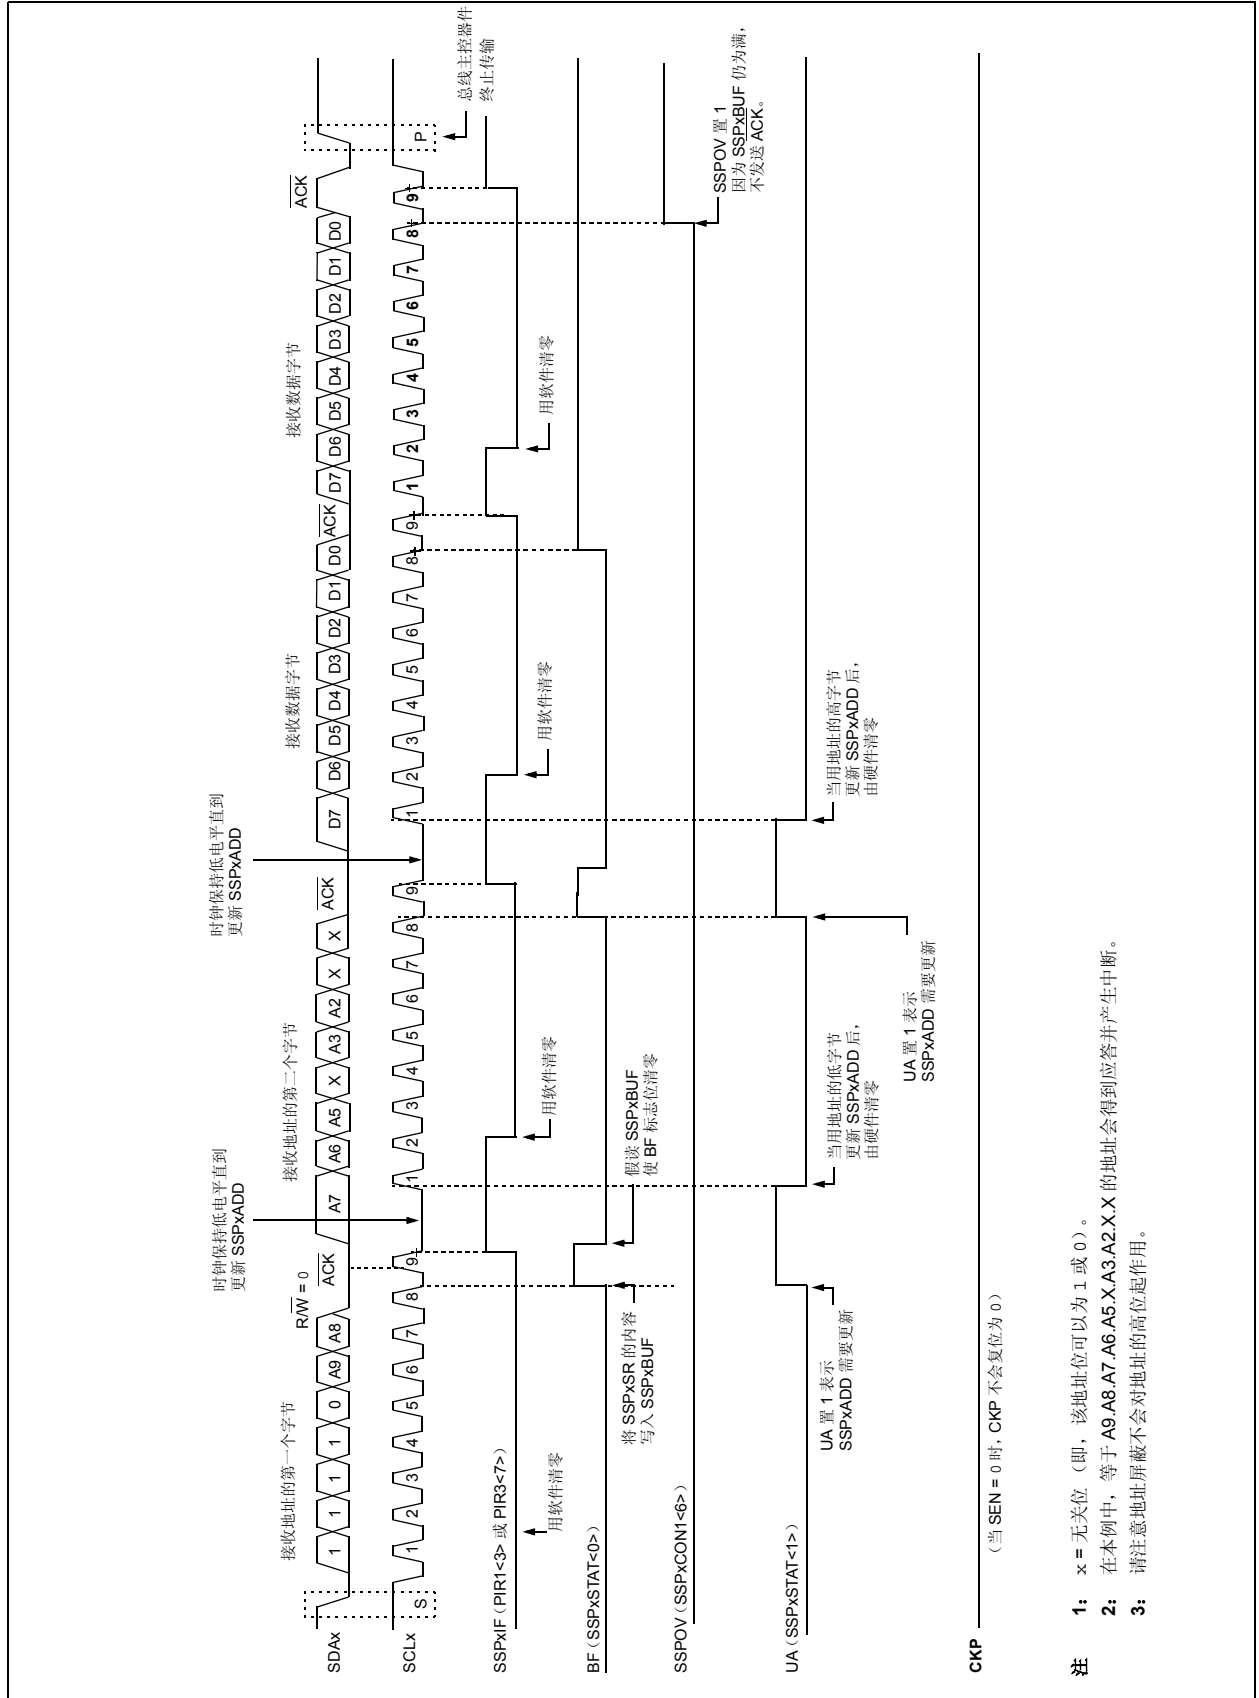 接收地址的第一个字节
R/W = 0
ACK
时钟保持低电平直到
更新 SSPxADD
接收地址的第二个字节
ACK
时钟保持低电平直到
更新 SSPxADD
接收数据字节
ACK
接收数据字节
ACK
SDAx
1 1 1 1 0 A9 A8 A7 A6 A5 X A3 A2 X X D7 D6 D5 D4 D3 D2 D1 D0 D7 D6 D5 D4 D3 D2 D1 D0
SCLx
S 1 2 3 4 5 6 7 8 9 1 2 3 4 5 6 7 8 9 1 2 3 4 5 6 7 8 9 1 2 3 4 5 6 7 8 9 P
总线主控器件
终止传输
SSPxIF（PIR1<3> 或 PIR3<7>）
用软件清零
用软件清零
用软件清零
用软件清零
BF（SSPxSTAT<0>）
将 SSPxSR 的内容
写入 SSPxBUF
假读 SSPxBUF
使 BF 标志位清零
SSPOV（SSPxCON1<6>）
SSPOV 置 1
因为 SSPxBUF 仍为满，
不发送 ACK。
UA（SSPxSTAT<1>）
UA 置 1 表示
SSPxADD 需要更新
当用地址的低字节
更新 SSPxADD 后，
由硬件清零
UA 置 1 表示
SSPxADD 需要更新
当用地址的高字节
更新 SSPxADD 后，
由硬件清零
CKP
（当 SEN = 0 时，CKP 不会复位为 0）
注 1： x = 无关位（即，该地址位可以为 1 或 0）。
2： 在本例中，等于 A9.A8.A7.A6.A5.X.A3.A2.X.X 的地址会得到应答并产生中断。
3： 请注意地址屏蔽不会对地址的高位起作用。